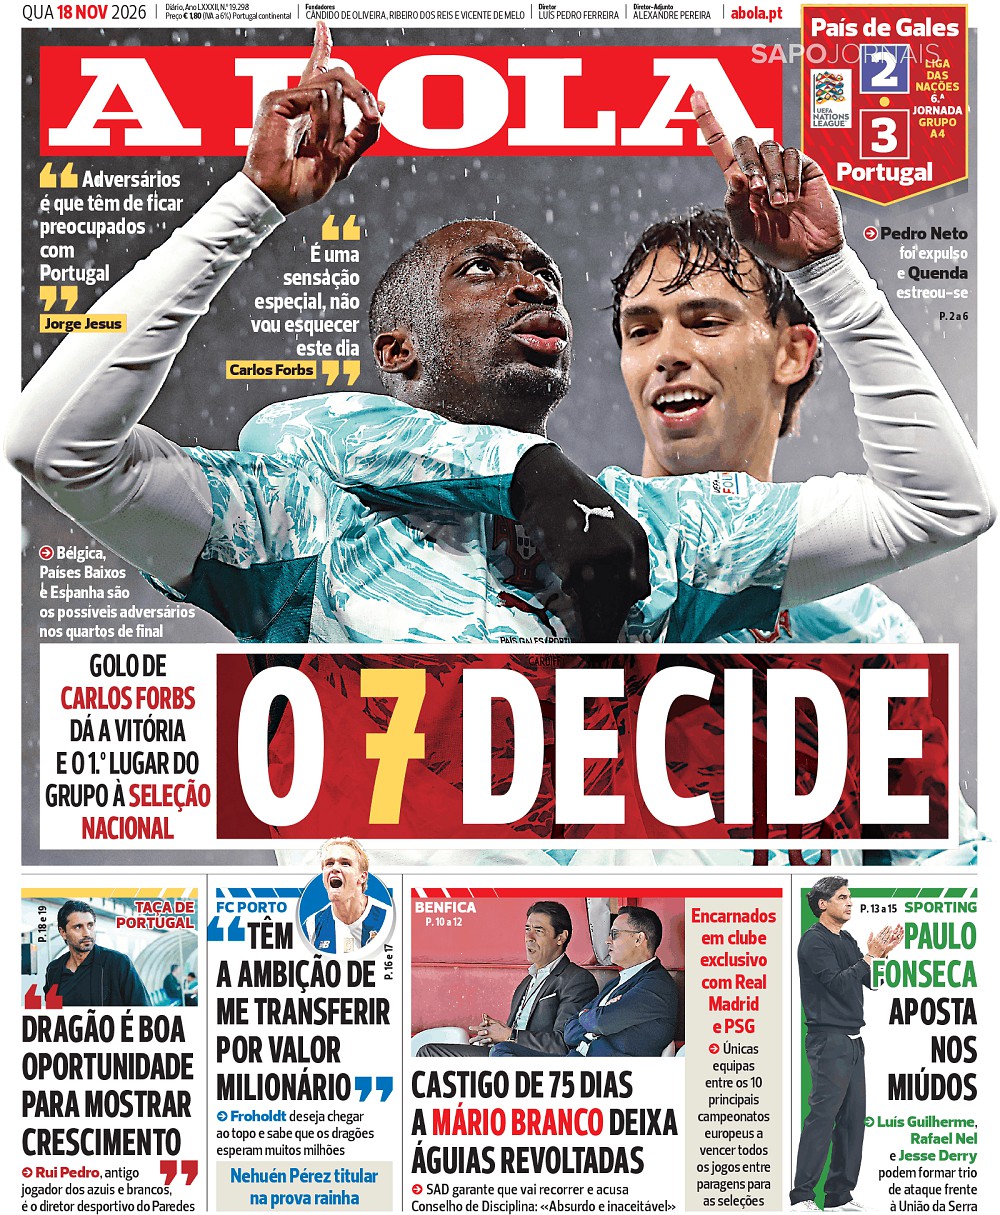 QUA 18 NOV 2026
Diário, Ano LXXXII, N.º 19.298
Preço € 1,80 (IVA a 6%) Portugal continental
Fundadores
CÂNDIDO DE OLIVEIRA, RIBEIRO DOS REIS E VICENTE DE MELO
Diretor
LUÍS PEDRO FERREIRA
Diretor-Adjunto
ALEXANDRE PEREIRA
abola.pt
A BOLA
SAPOJORNAIS
País de Gales
2
3
Portugal
UEFA
NATIONS
LEAGUE
LIGA
DAS
NAÇÕES
6.ª
JORNADA
GRUPO
A4
Pedro Neto
foi expulso
e Quenda
estreou-se
P. 2 a 6
“Adversários
é que têm de ficar
preocupados
com
Portugal”
Jorge Jesus
“É uma
sensação
especial, não
vou esquecer
este dia”
Carlos Forbs
Bélgica,
Países Baixos
e Espanha são
os possíveis adversários
nos quartos de final
PAÍS GALES/PORTU
CARDIFF
GOLO DE
CARLOS FORBS
DÁ A VITÓRIA
E O 1.º LUGAR DO
GRUPO À SELEÇÃO
NACIONAL
O 7 DECIDE
TAÇA DE
PORTUGAL
P. 18 e 19
“DRAGÃO É BOA
OPORTUNIDADE
PARA MOSTRAR
CRESCIMENTO”
Rui Pedro, antigo
jogador dos azuis e brancos,
é o diretor desportivo do Paredes
FC PORTO
P. 16 e 17
“TÊM
A AMBIÇÃO DE
ME TRANSFERIR
POR VALOR
MILIONÁRIO”
Froholdt deseja chegar
ao topo e sabe que os dragões
esperam muitos milhões
Nehuén Pérez titular
na prova rainha
BENFICA
P. 10 a 12
CASTIGO DE 75 DIAS
A MÁRIO BRANCO DEIXA
ÁGUIAS REVOLTADAS
SAD garante que vai recorrer e acusa
Conselho de Disciplina: «Absurdo e inaceitável»
Encarnados
em clube
exclusivo
com Real
Madrid
e PSG
Únicas
equipas
entre os 10
principais
campeonatos
europeus a
vencer todos
os jogos entre
paragens para
as seleções
P. 13 a 15
SPORTING
PAULO
FONSECA
APOSTA
NOS
MIÚDOS
Luís Guilherme,
Rafael Nel
e Jesse Derry
podem formar trio
de ataque frente
à União da Serra